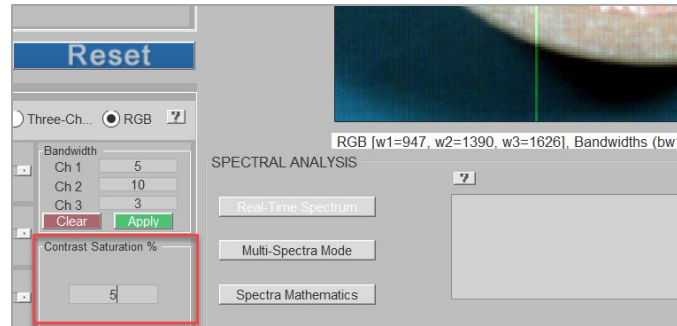 Reset
Three-Ch... RGB ?
RGB [w1=947, w2=1390, w3=1626], Bandwidths (bw
Bandwidth
Ch 1 5
Ch 2 10
Ch 3 3
Clear Apply
Contrast Saturation %
5
SPECTRAL ANALYSIS
?
Real-Time Spectrum
Multi-Spectra Mode
Spectra Mathematics